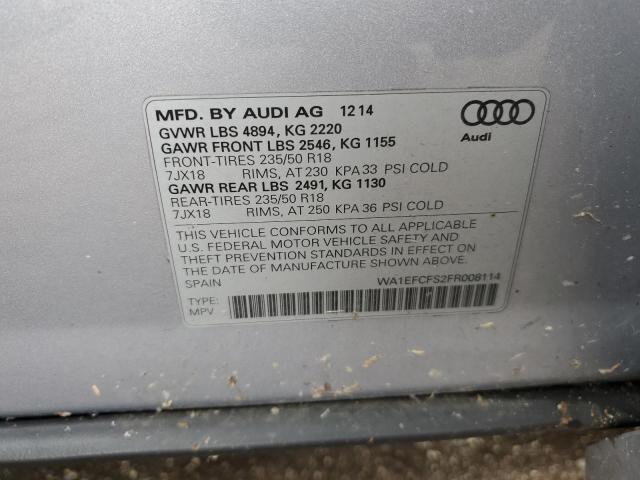 MFD. BY AUDI AG 12 14
GVWR LBS 4894, KG 2220
GAWR FRONT LBS 2546, KG 1155
FRONT-TIRES 235/50 R18
7JX18 RIMS, AT 230 KPA 33 PSI COLD
GAWR REAR LBS 2491, KG 1130
REAR-TIRES 235/50 R18
7JX18 RIMS, AT 250 KPA 36 PSI COLD
Audi
THIS VEHICLE CONFORMS TO ALL APPLICABLE
U.S. FEDERAL MOTOR VEHICLE SAFETY AND
THEFT PREVENTION STANDARDS IN EFFECT ON
THE DATE OF MANUFACTURE SHOWN ABOVE.
SPAIN WA1EFCFS2FR008114
TYPE:
MPV